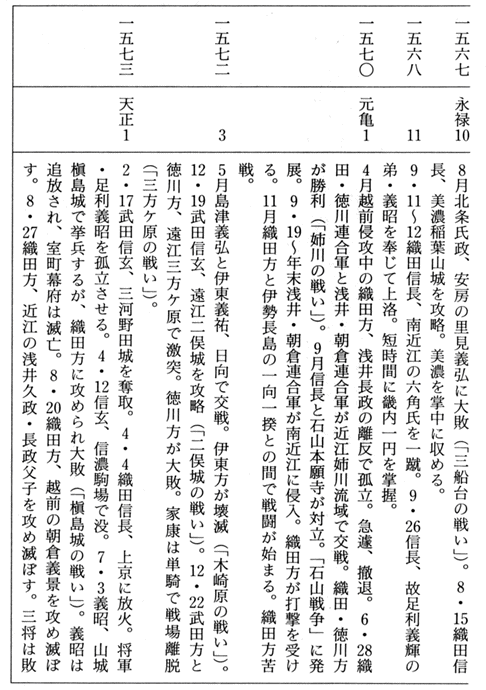 一五六七 永禄10 8月北条氏政、安房の里見義弘に大敗(「三船台の戦い」)。8・15織田信
長、美濃稲葉山城を攻略。美濃を掌中に収める。
一五六八 11 9・11〜12織田信長、南近江の六角氏を一蹴。9・26信長、故足利義輝の
弟・義昭を奉じて上洛。短時間に畿内一円を掌握。
一五七〇 元亀1 4月越前侵攻中の織田方、浅井長政の離反で孤立。急遽、撤退。6・28織
田・徳川連合軍と浅井・朝倉連合軍が近江姉川流域で交戦。織田・徳川方
が勝利(「姉川の戦い」)。9月信長と石山本願寺が対立。「石山戦争」に発
展。9・19〜年末浅井・朝倉連合軍が南近江に侵入。織田方が打撃を受け
る。11月織田方と伊勢長島の一向一揆との間で戦闘が始まる。織田方苦
戦。
一五七二 3 5月島津義弘と伊東義祐、日向で交戦。伊東方が壊滅(「木崎原の戦い」)。
12・19武田信玄、遠江二俣城を攻略(「二俣城の戦い」)。12・22武田方と
徳川方、遠江三方ケ原で激突。徳川方が大敗。家康は単騎で戦場離脱
(「三方ケ原の戦い」)。
一五七三 天正1 2・17武田信玄、三河野田城を奪取。4・4織田信長、上京に放火。将軍
・足利義昭を孤立させる。4・12信玄、信濃駒場で没。7・3義昭、山城
槇島城で挙兵するが、織田方に攻められ大敗(「槇島城の戦い」)。義昭は
追放され、室町幕府は滅亡。8・20織田方、越前の朝倉義景を攻め滅ぼ
す。8・27織田方、近江の浅井久政・長政父子を攻め滅ぼす。三将は敗